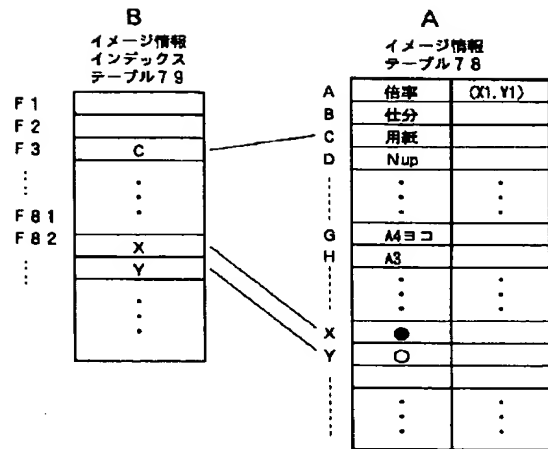 B
イメージ情報
インデックス
テーブル79
F1
F2
F3
C
F81
F82
X
Y
A
イメージ情報
テーブル78
A 倍率 (X1,Y1)
B 仕分
C 用紙
D Nup
G A4ヨコ
H A3
X ●
Y ○